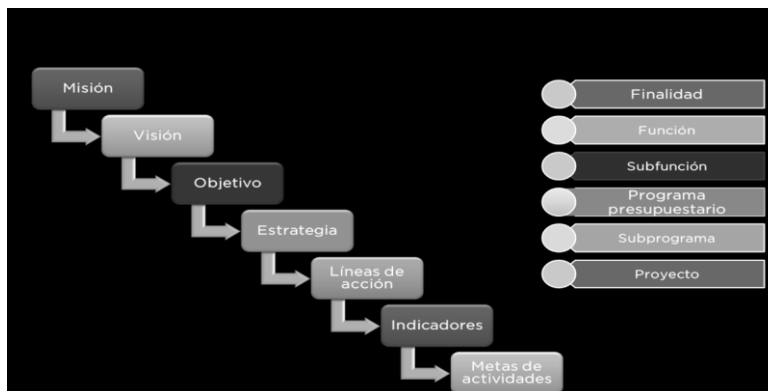 Misión
Visión
Objetivo
Estrategia
Líneas de
acción
Indicadores
Metas de
actividades
Finalidad
Función
Subfunción
Programa
presupuestario
Subprograma
Proyecto